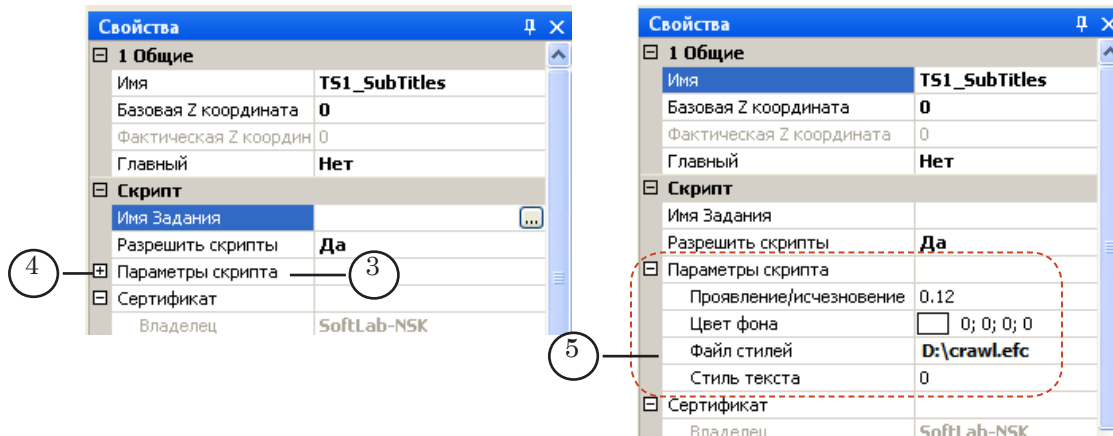 Свойства
1 Общие
Имя TS1_SubTitles
Базовая Z координата 0
Фактическая Z координ 0
Главный Нет
Скрипт
Имя Задания ...
Разрешить скрипты Да
4 Параметры скрипта 3
Сертификат
Владелец SoftLab-NSK
Свойства
1 Общие
Имя TS1_SubTitles
Базовая Z координата 0
Фактическая Z координата 0
Главный Нет
Скрипт
Имя Задания
Разрешить скрипты Да
Параметры скрипта
Проявление/исчезновение 0.12
Цвет фона 0; 0; 0; 0
5 Файл стилей D:\crawl.efc
Стиль текста 0
Сертификат
Владелец SoftLab-NSK